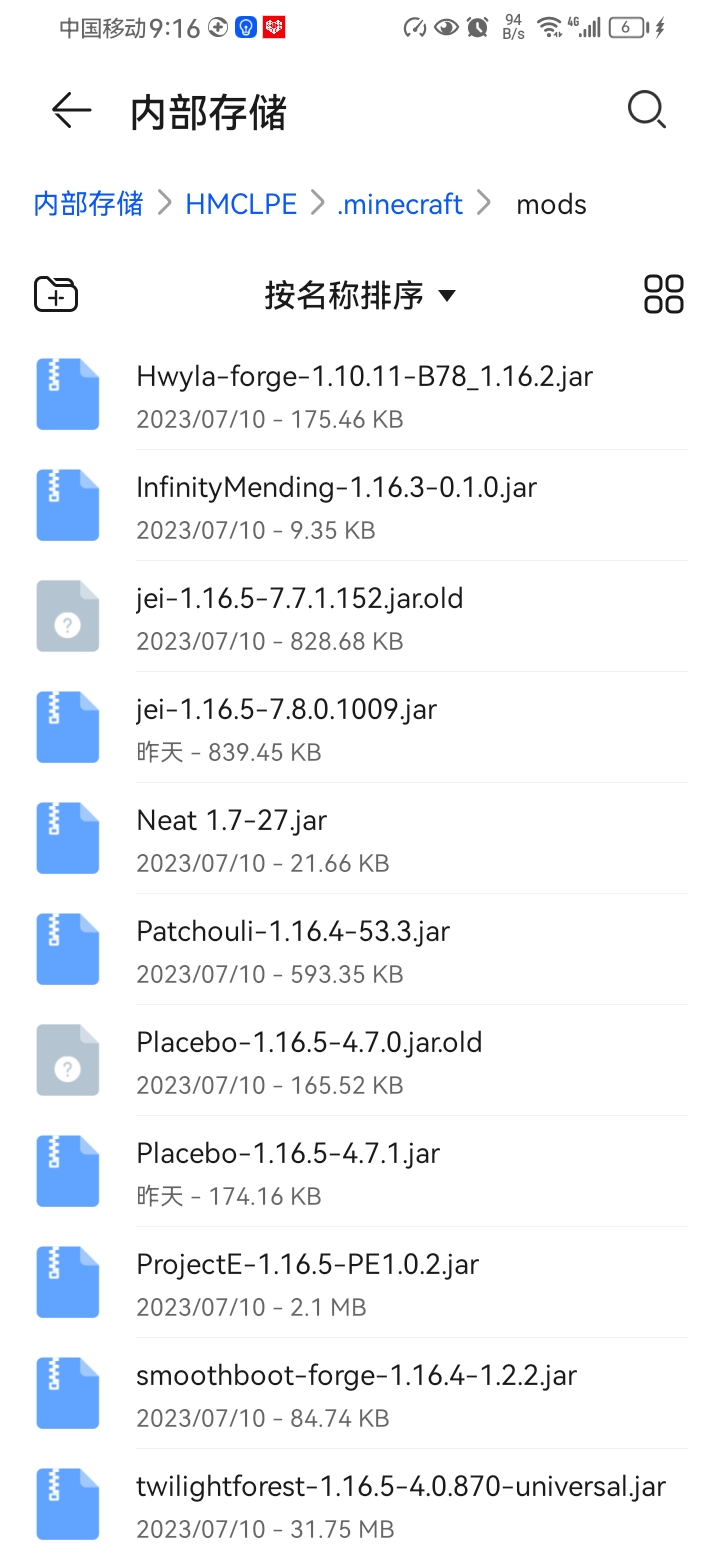 中国移动 9:16 94 B/s 4G 6
内部存储
内部存储 > HMCLPE > .minecraft > mods
按名称排序
Hwyla-forge-1.10.11-B78_1.16.2.jar
2023/07/10 - 175.46 KB
InfinityMending-1.16.3-0.1.0.jar
2023/07/10 - 9.35 KB
jei-1.16.5-7.7.1.152.jar.old
2023/07/10 - 828.68 KB
jei-1.16.5-7.8.0.1009.jar
昨天 - 839.45 KB
Neat 1.7-27.jar
2023/07/10 - 21.66 KB
Patchouli-1.16.4-53.3.jar
2023/07/10 - 593.35 KB
Placebo-1.16.5-4.7.0.jar.old
2023/07/10 - 165.52 KB
Placebo-1.16.5-4.7.1.jar
昨天 - 174.16 KB
ProjectE-1.16.5-PE1.0.2.jar
2023/07/10 - 2.1 MB
smoothboot-forge-1.16.4-1.2.2.jar
2023/07/10 - 84.74 KB
twilightforest-1.16.5-4.0.870-universal.jar
2023/07/10 - 31.75 MB